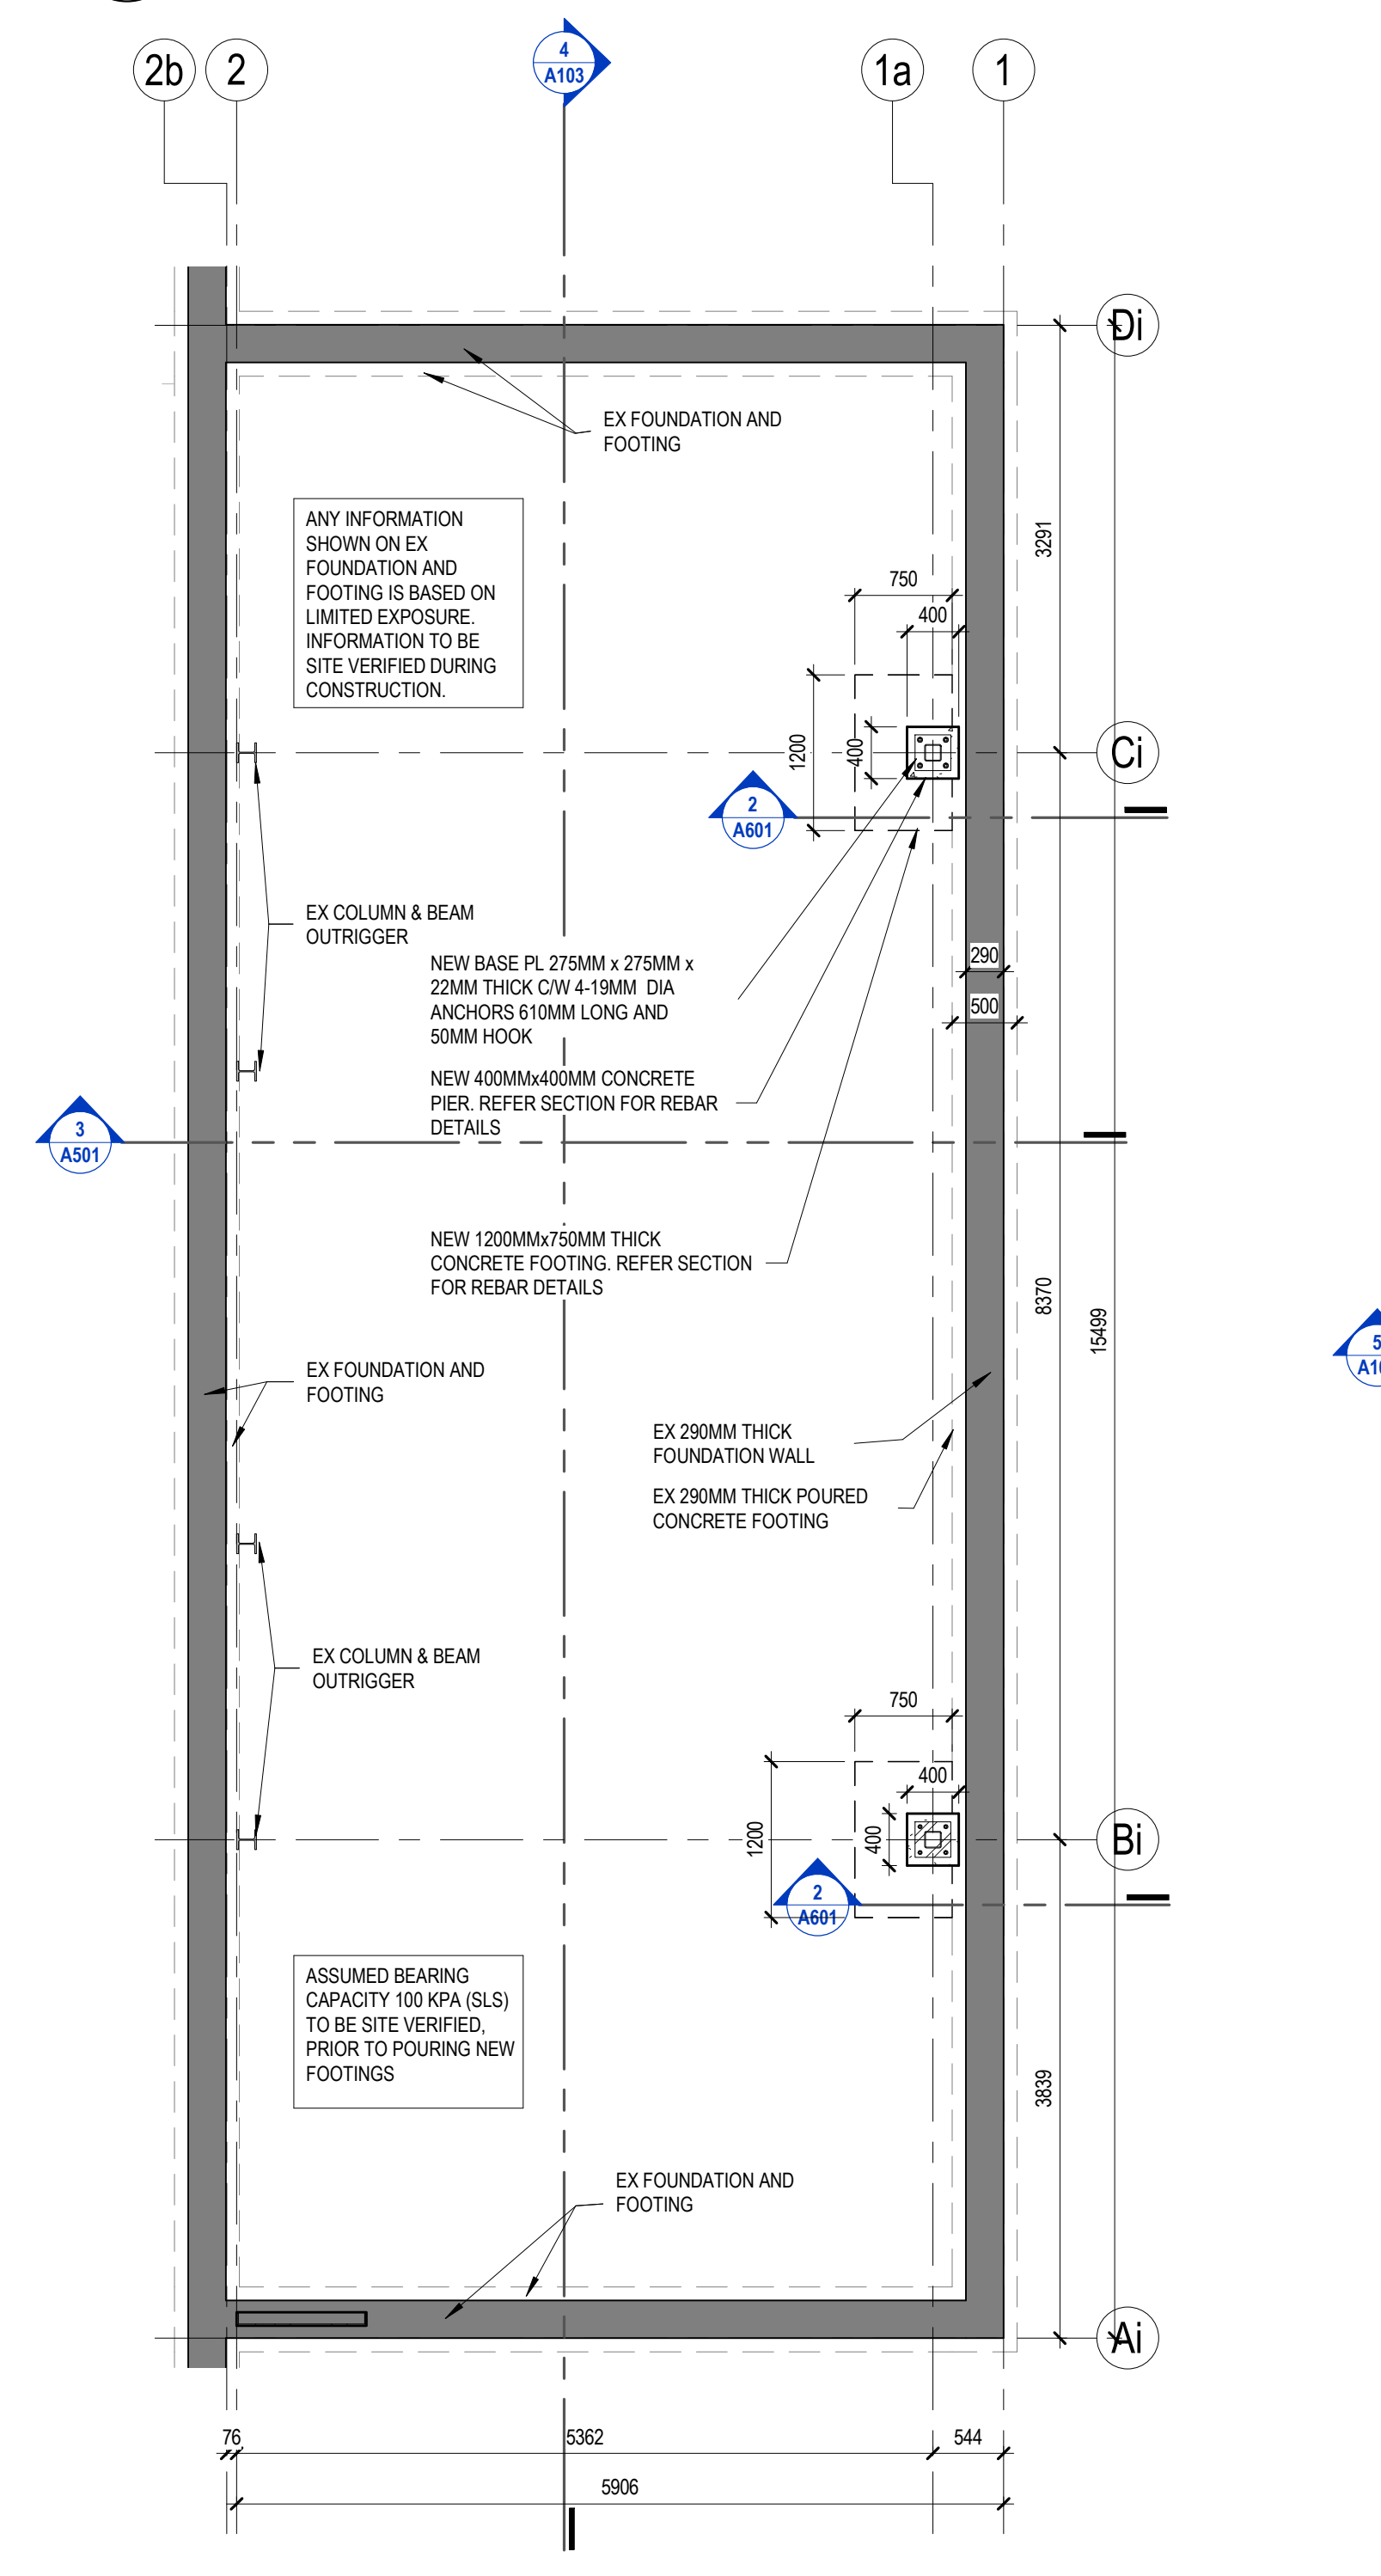 2b
2
4
A103
1a
1
Di
EX FOUNDATION AND
FOOTING
ANY INFORMATION
SHOWN ON EX
FOUNDATION AND
FOOTING IS BASED ON
LIMITED EXPOSURE.
INFORMATION TO BE
SITE VERIFIED DURING
CONSTRUCTION.
3291
750
400
1200
400
Ci
2
A601
EX COLUMN & BEAM
OUTRIGGER
NEW BASE PL 275MM x 275MM x
22MM THICK C/W 4-19MM DIA
ANCHORS 610MM LONG AND
50MM HOOK
290
500
NEW 400MMx400MM CONCRETE
PIER. REFER SECTION FOR REBAR
DETAILS
3
A501
NEW 1200MMx750MM THICK
CONCRETE FOOTING. REFER SECTION
FOR REBAR DETAILS
8370
15499
5
EX FOUNDATION AND
FOOTING
EX 290MM THICK
FOUNDATION WALL
EX 290MM THICK POURED
CONCRETE FOOTING
EX COLUMN & BEAM
OUTRIGGER
750
400
1200
400
Bi
2
A601
ASSUMED BEARING
CAPACITY 100 KPA (SLS)
TO BE SITE VERIFIED,
PRIOR TO POURING NEW
FOOTINGS
3839
EX FOUNDATION AND
FOOTING
Ai
76
5362
544
5906